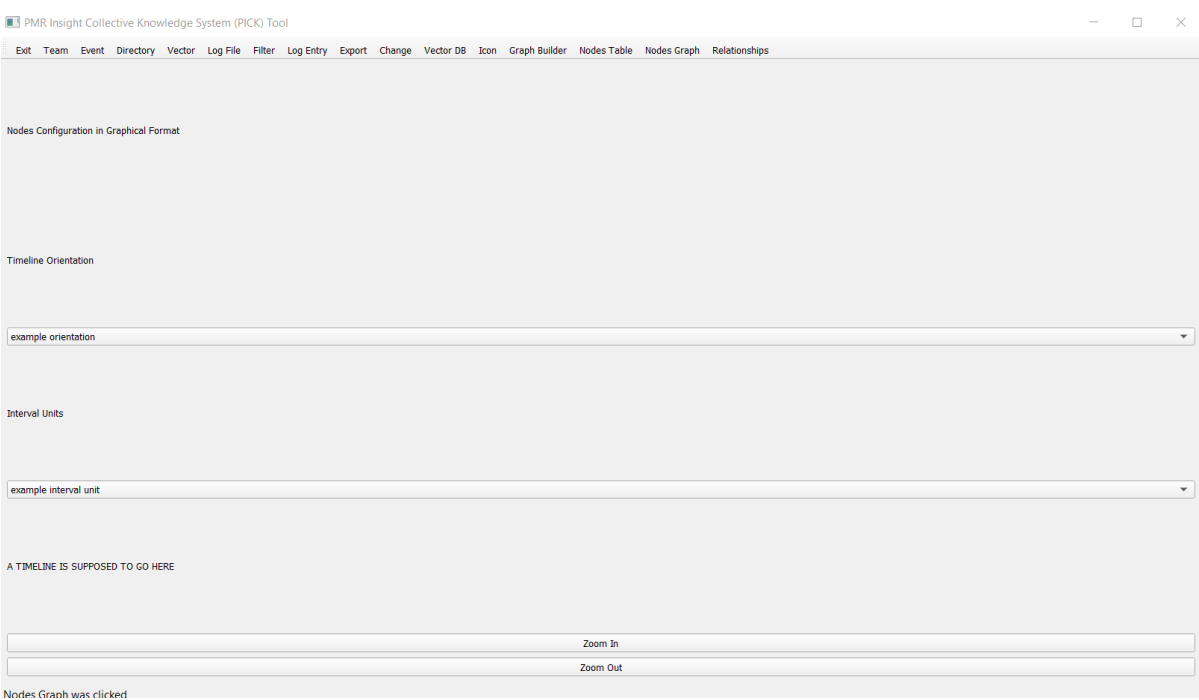 PMR Insight Collective Knowledge System (PICK) Tool
Exit Team Event Directory Vector Log File Filter Log Entry Export Change Vector DB Icon Graph Builder Nodes Table Nodes Graph Relationships
Nodes Configuration in Graphical Format
Timeline Orientation
example orientation
Interval Units
example interval unit
A TIMELINE IS SUPPOSED TO GO HERE
Zoom In
Zoom Out
Nodes Graph was clicked